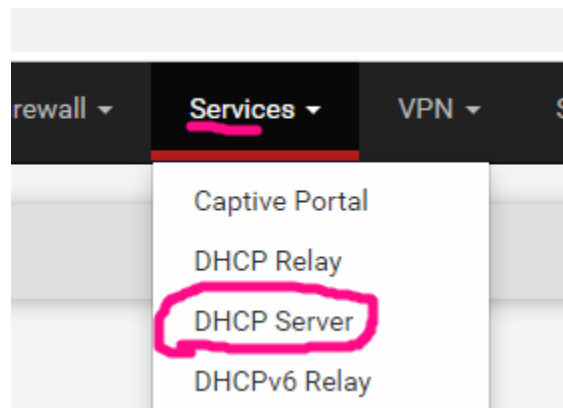 rewall Services VPN S
Captive Portal
DHCP Relay
DHCP Server
DHCPv6 Relay